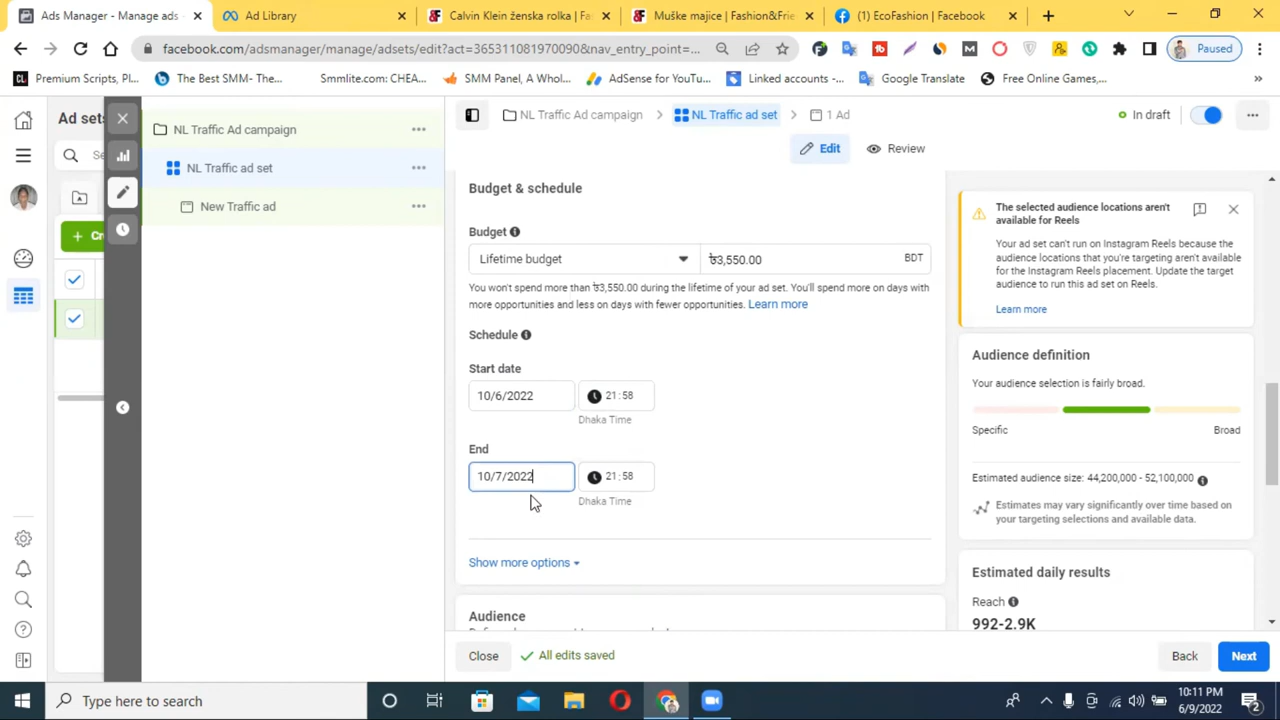 Ads Manager - Manage ads
Ad Library
Calvin Klein ženska rolka | Fa
Muške majice | Fashion&Frie
(1) EcoFashion | Facebook
facebook.com/adsmanager/manage/adsets/edit?act=365311081970090&nav_entry_point=...
Paused
Premium Scripts, Pl...
The Best SMM- The...
Smmlite.com: CHEA...
SMM Panel, A Whol...
AdSense for YouTu...
Linked accounts -...
Google Translate
Free Online Games,...
Ad sets
NL Traffic Ad campaign
NL Traffic ad set
New Traffic ad
NL Traffic Ad campaign
NL Traffic ad set
1 Ad
In draft
Edit
Review
Budget & schedule
Budget
Lifetime budget
৳3,550.00
BDT
You won't spend more than ৳3,550.00 during the lifetime of your ad set. You'll spend more on days with
more opportunities and less on days with fewer opportunities. Learn more
Schedule
Start date
10/6/2022
21:58
Dhaka Time
End
10/7/2022
21:58
Dhaka Time
Show more options
Audience
The selected audience locations aren't
available for Reels
Your ad set can't run on Instagram Reels because the
audience locations that you're targeting aren't available
for the Instagram Reels placement. Update the target
audience to run this ad set on Reels.
Learn more
Audience definition
Your audience selection is fairly broad.
Specific
Broad
Estimated audience size: 44,200,000 - 52,100,000
Estimates may vary significantly over time based on
your targeting selections and available data.
Estimated daily results
Reach
992-2.9K
Close
All edits saved
Back
Next
Type here to search
10:11 PM
6/9/2022
2